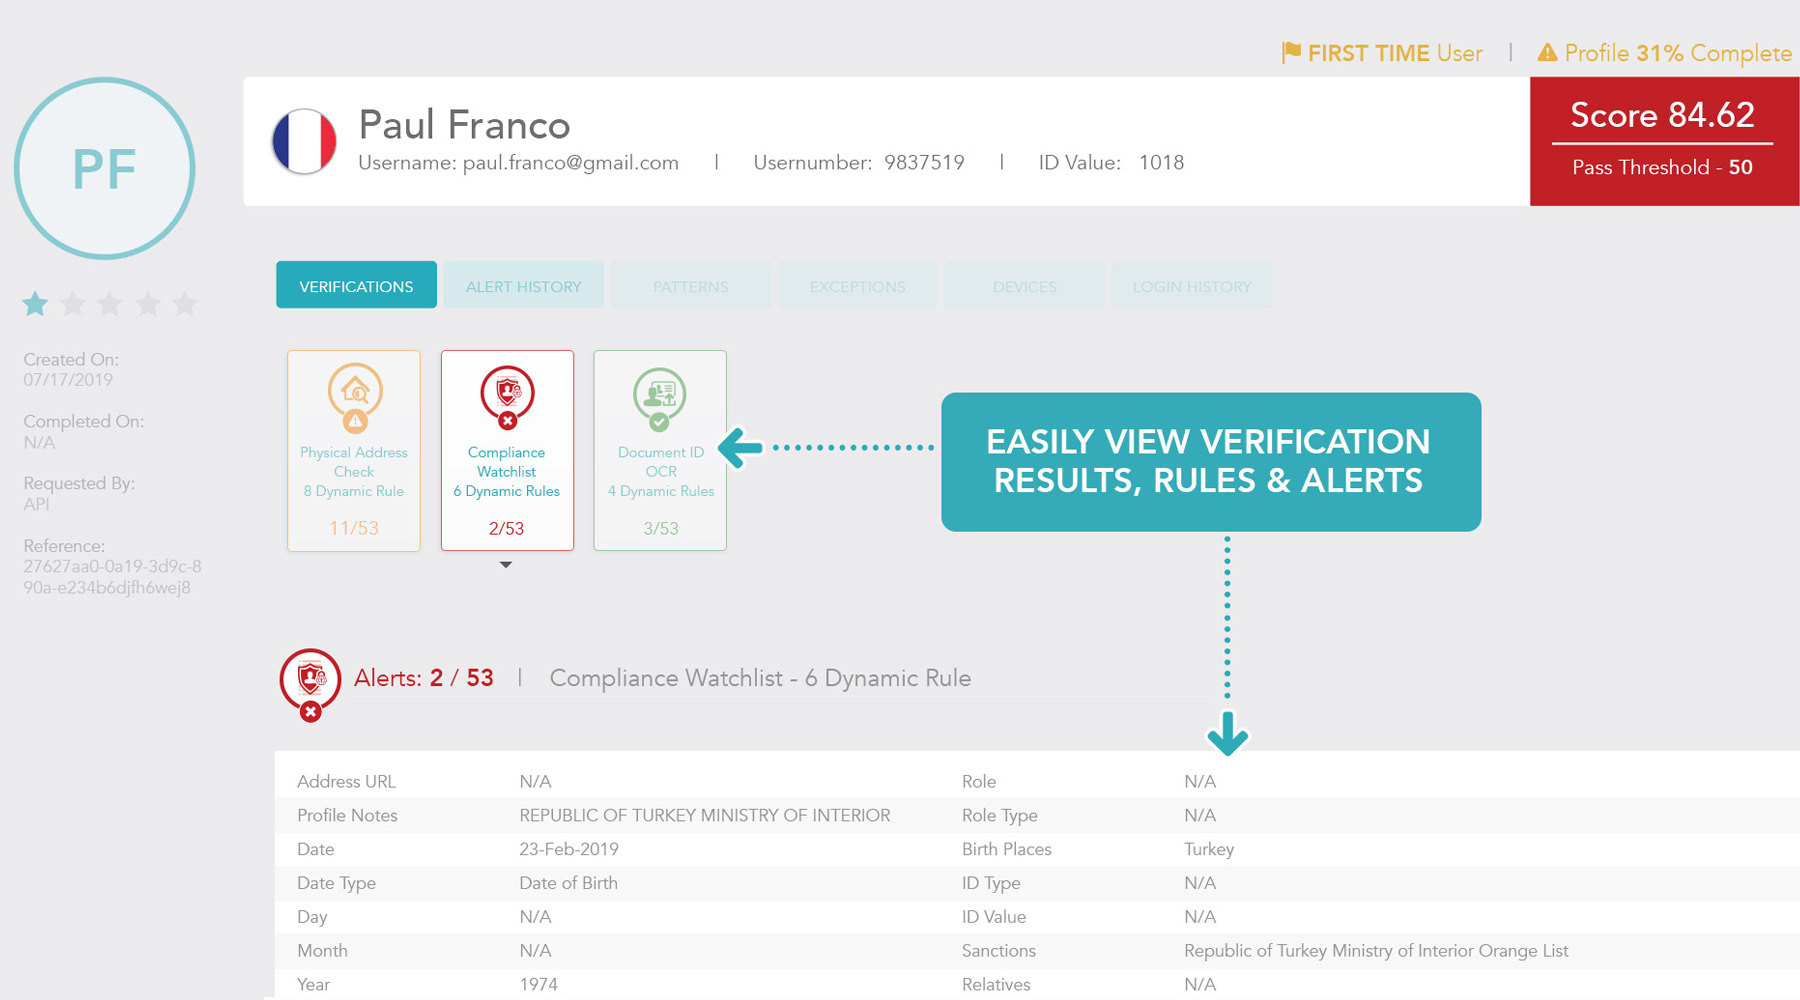 FIRST TIME User | Profile 31% Complete
PF
Paul Franco
Username: paul.franco@gmail.com | Usernumber: 9837519 | ID Value: 1018
Score 84.62
Pass Threshold - 50
VERIFICATIONS ALERT HISTORY PATTERNS EXCEPTIONS DEVICES LOGIN HISTORY
Created On:
07/17/2019
Completed On:
N/A
Requested By:
API
Reference:
27627aa0-0a19-3d9c-8
90a-e234b6djfh6wej8
Physical Address
Check
8 Dynamic Rule
11/53
Compliance
Watchlist
6 Dynamic Rules
2/53
Document ID
OCR
4 Dynamic Rules
3/53
EASILY VIEW VERIFICATION
RESULTS, RULES & ALERTS
Alerts: 2 / 53 | Compliance Watchlist - 6 Dynamic Rule
Address URL N/A Role N/A
Profile Notes REPUBLIC OF TURKEY MINISTRY OF INTERIOR Role Type N/A
Date 23-Feb-2019 Birth Places Turkey
Date Type Date of Birth ID Type N/A
Day N/A ID Value N/A
Month N/A Sanctions Republic of Turkey Ministry of Interior Orange List
Year 1974 Relatives N/A